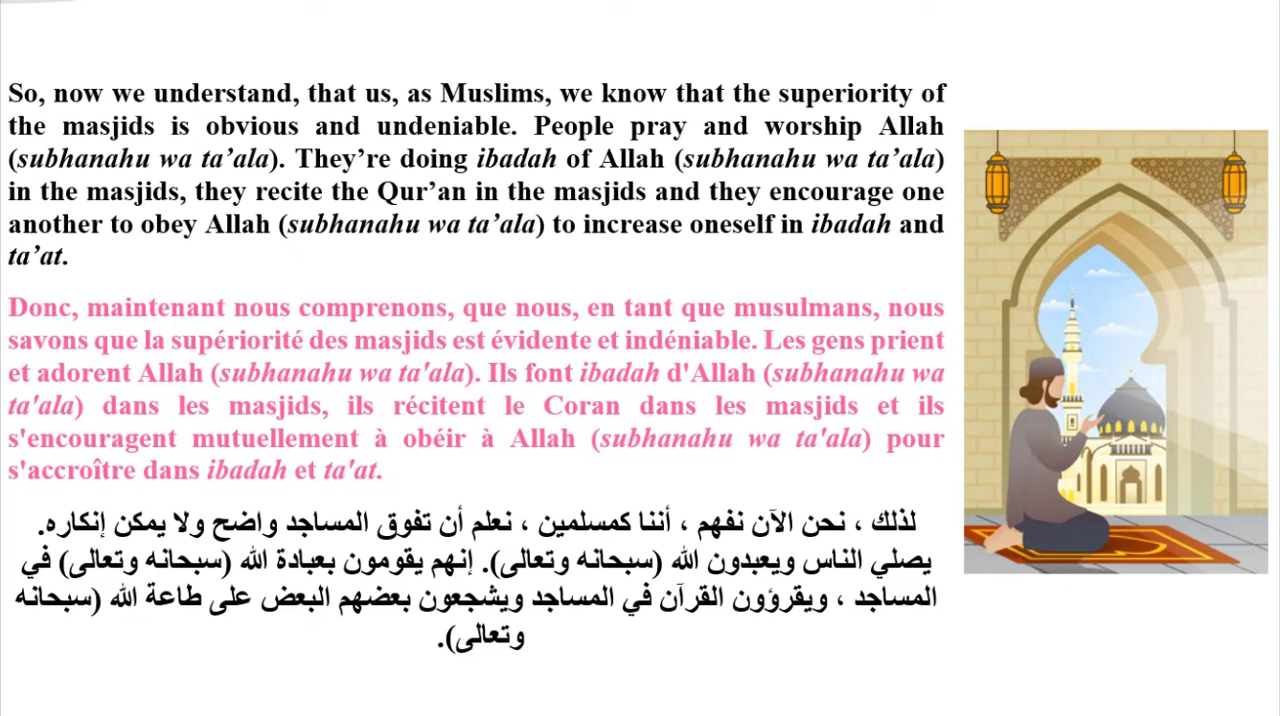 So, now we understand, that us, as Muslims, we know that the superiority of
the masjids is obvious and undeniable. People pray and worship Allah
(subhanahu wa ta’ala). They’re doing ibadah of Allah (subhanahu wa ta’ala)
in the masjids, they recite the Qur’an in the masjids and they encourage one
another to obey Allah (subhanahu wa ta’ala) to increase oneself in ibadah and
ta’at.
Donc, maintenant nous comprenons, que nous, en tant que musulmans, nous
savons que la supériorité des masjids est évidente et indéniable. Les gens prient
et adorent Allah (subhanahu wa ta'ala). Ils font ibadah d'Allah (subhanahu wa
ta'ala) dans les masjids, ils récitent le Coran dans les masjids et ils
s'encouragent mutuellement à obéir à Allah (subhanahu wa ta'ala) pour
s'accroître dans ibadah et ta'at.
لذلك ، نحن الآن نفهم ، أننا كمسلمين ، نعلم أن تفوق المساجد واضح ولا يمكن إنكاره.
يصلي الناس ويعبدون الله (سبحانه وتعالى). إنهم يقومون بعبادة الله (سبحانه وتعالى) في
المساجد ، ويقرؤون القرآن في المساجد ويشجعون بعضهم البعض على طاعة الله (سبحانه
وتعالى).